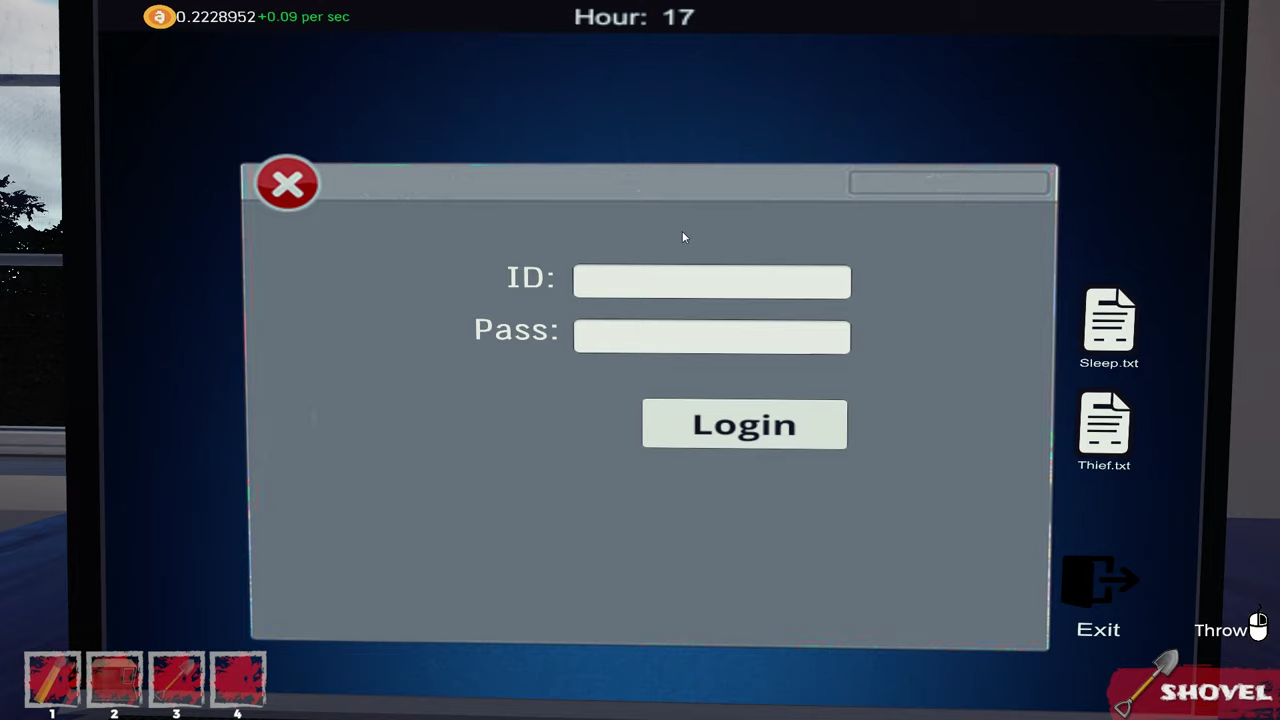 0.2228952 +0.09 per sec
Hour: 17
ID:
Pass:
Login
Sleep.txt
Thief.txt
Exit
Throw
SHOVEL
1 2 3 4